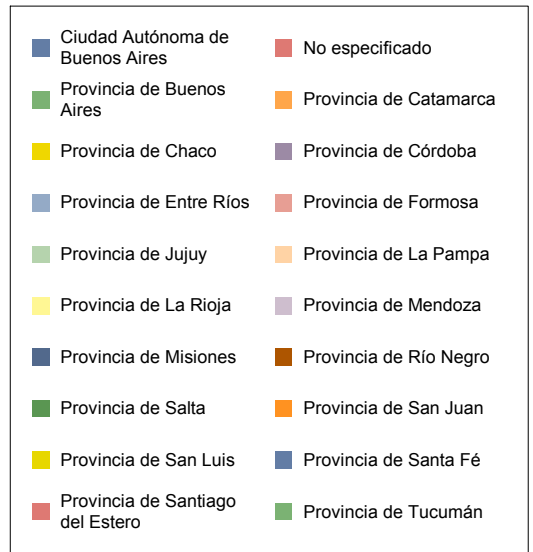 Ciudad Autónoma de
Buenos Aires
No especificado
Provincia de Buenos
Aires
Provincia de Catamarca
Provincia de Chaco
Provincia de Córdoba
Provincia de Entre Ríos
Provincia de Formosa
Provincia de Jujuy
Provincia de La Pampa
Provincia de La Rioja
Provincia de Mendoza
Provincia de Misiones
Provincia de Río Negro
Provincia de Salta
Provincia de San Juan
Provincia de San Luis
Provincia de Santa Fé
Provincia de Santiago
del Estero
Provincia de Tucumán